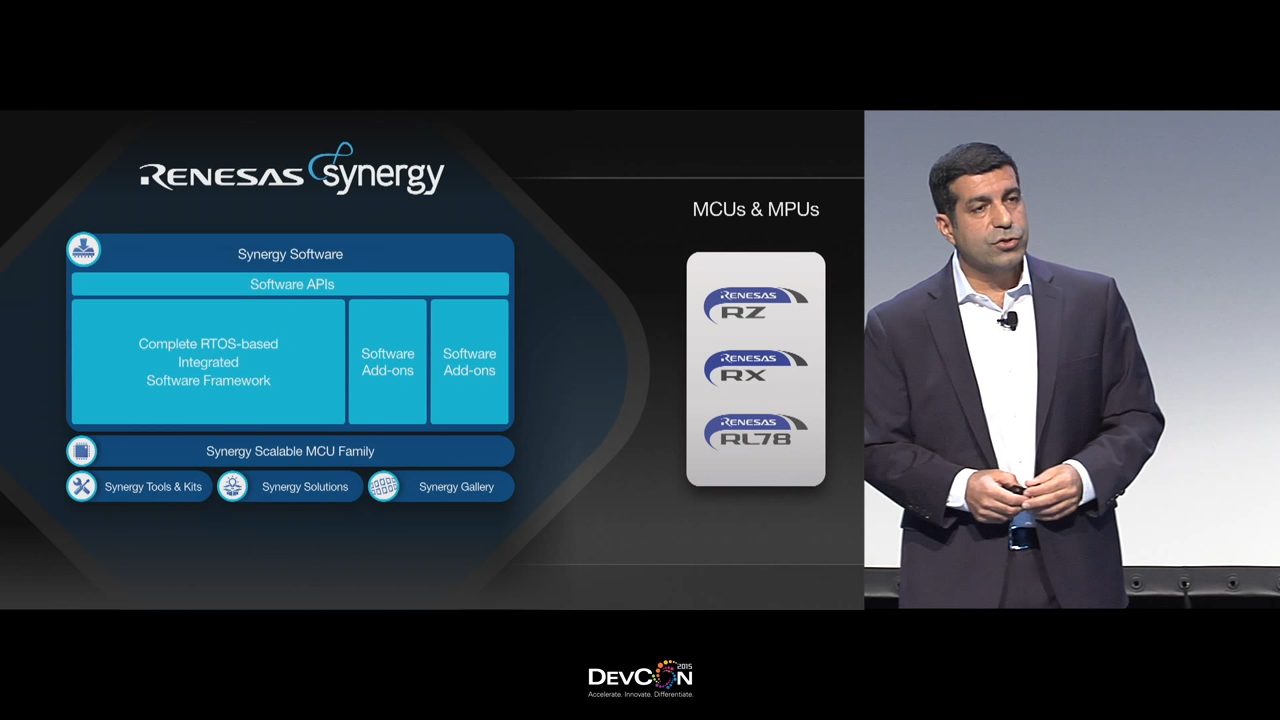 RENESAS synergy
Synergy Software
Software APIs
Complete RTOS-based
Integrated
Software Framework
Software
Add-ons
Software
Add-ons
Synergy Scalable MCU Family
Synergy Tools & Kits
Synergy Solutions
Synergy Gallery
MCUs & MPUs
RENESAS
RZ
RENESAS
RX
RENESAS
RL78
DEVCON 2015
Accelerate. Innovate. Differentiate.